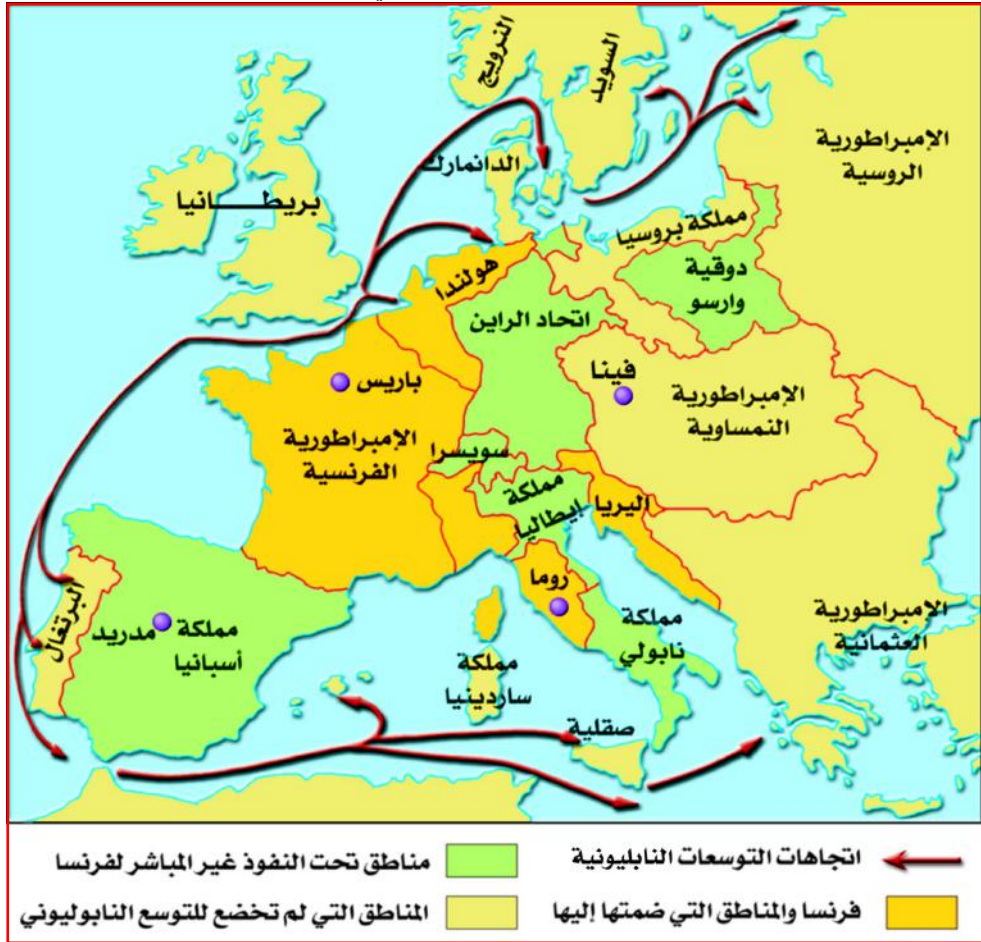 النرويج
السويد
الإمبراطورية
الروسية
الدانمارك
بريطـــــــانيا
مملكة بروسيا
دوقية
وارسو
هولندا
اتحاد الراين
باريس
فينا
الإمبراطورية
النمساوية
الإمبراطورية
الفرنسية
سويسرا
مملكة
إيطاليا
اليريا
روما
الإمبراطورية
العثمانية
مملكة
نابولي
مدريد
مملكة
أسبانيا
البرتغال
مملكة
ساردينيا
صقلية
اتجاهات التوسعات النابليونية
مناطق تحت النفوذ غير المباشر لفرنسا
فرنسا والمناطق التي ضمتها إليها
المناطق التي لم تخضع للتوسع النابوليوني